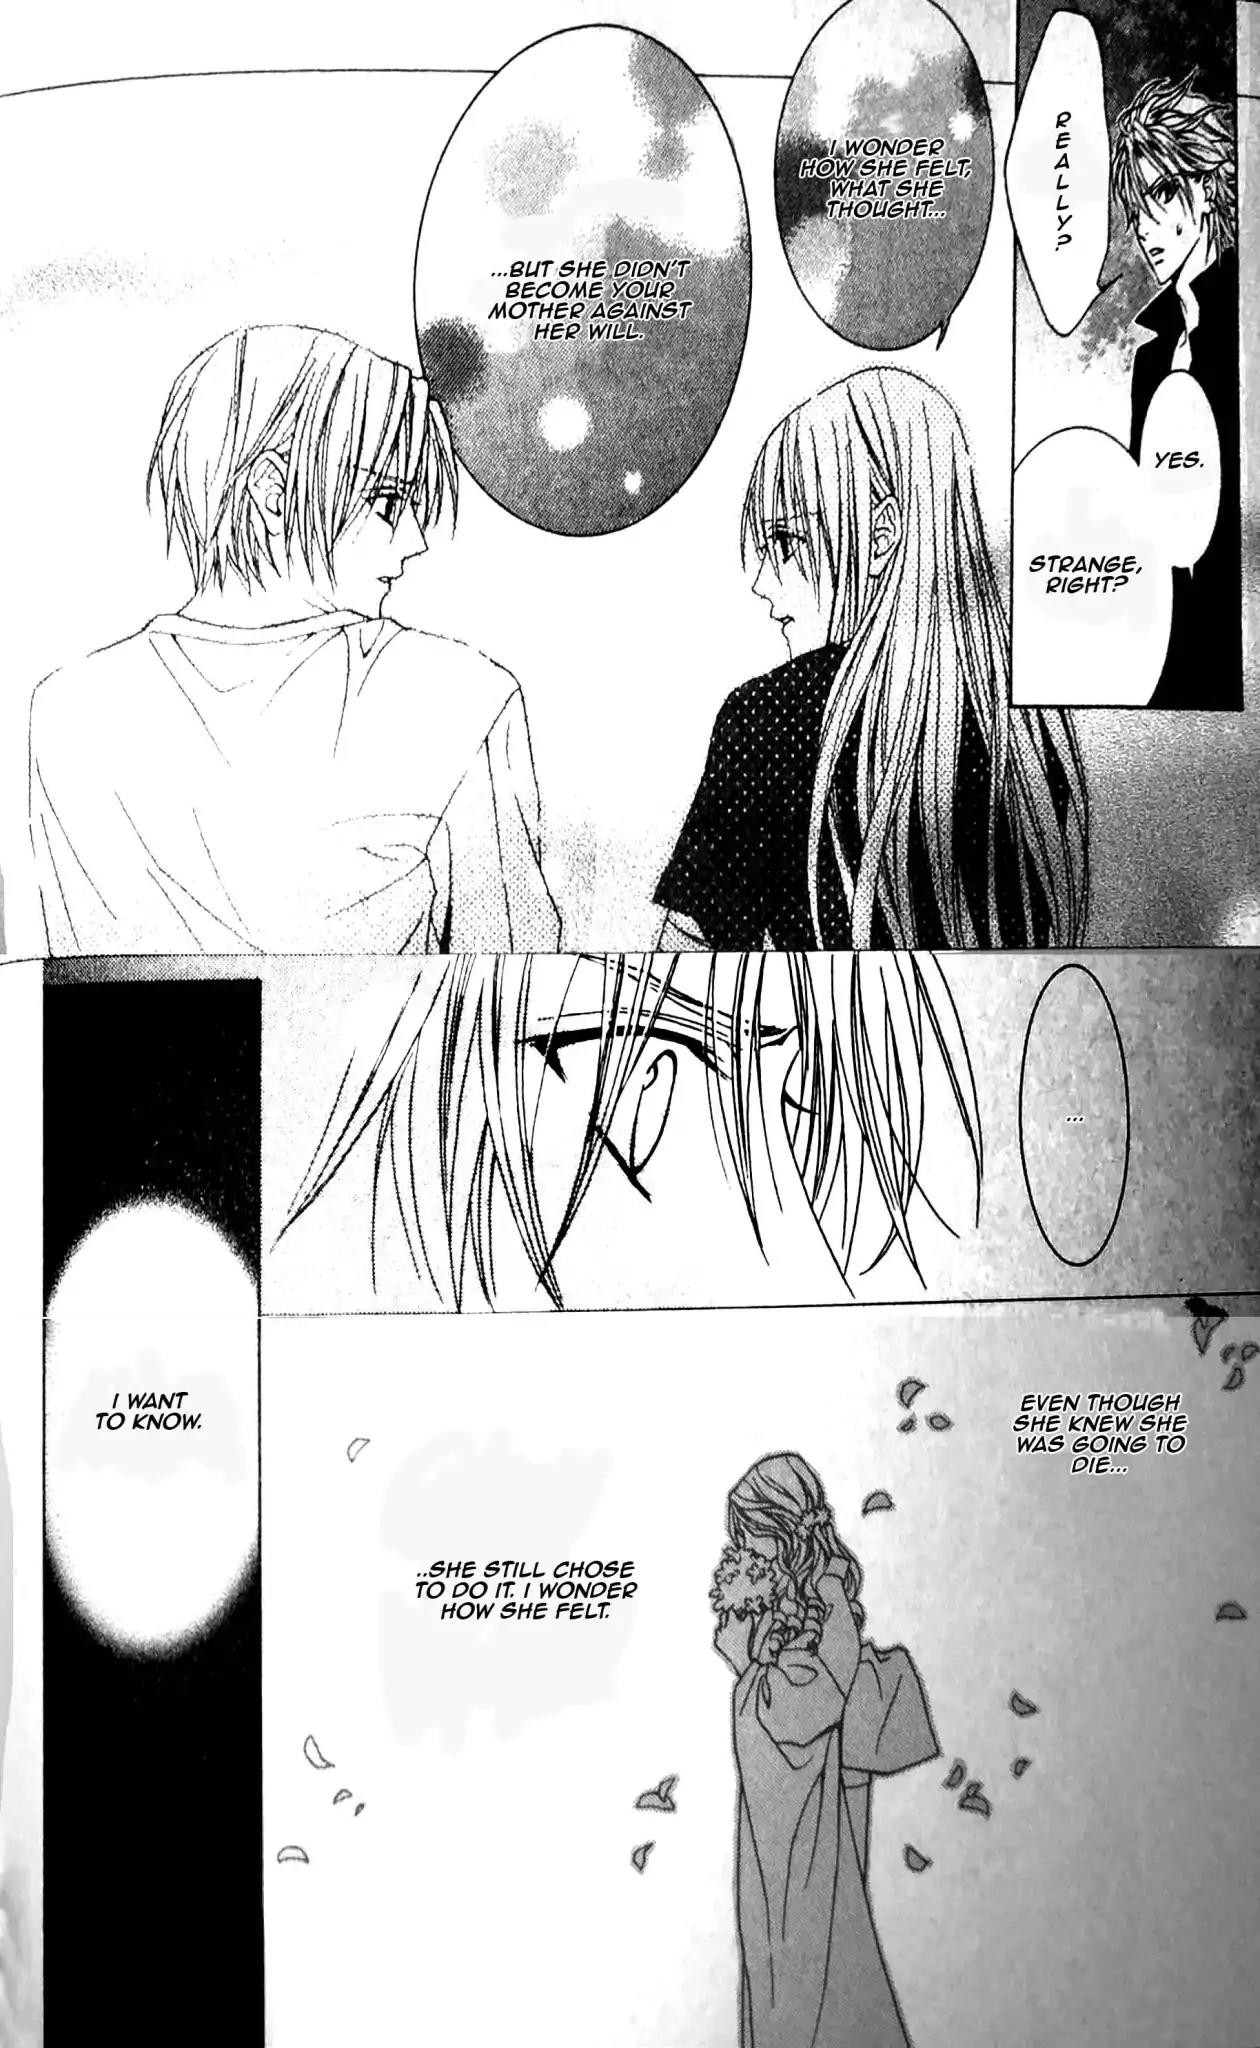 REALLY?
YES.
STRANGE,
RIGHT?
I WONDER
HOW SHE FELT,
WHAT SHE
THOUGHT...
...BUT SHE DIDN'T
BECOME YOUR
MOTHER AGAINST
HER WILL.
...
EVEN THOUGH
SHE KNEW SHE
WAS GOING TO
DIE...
..SHE STILL CHOSE
TO DO IT. I WONDER
HOW SHE FELT.
I WANT
TO KNOW.